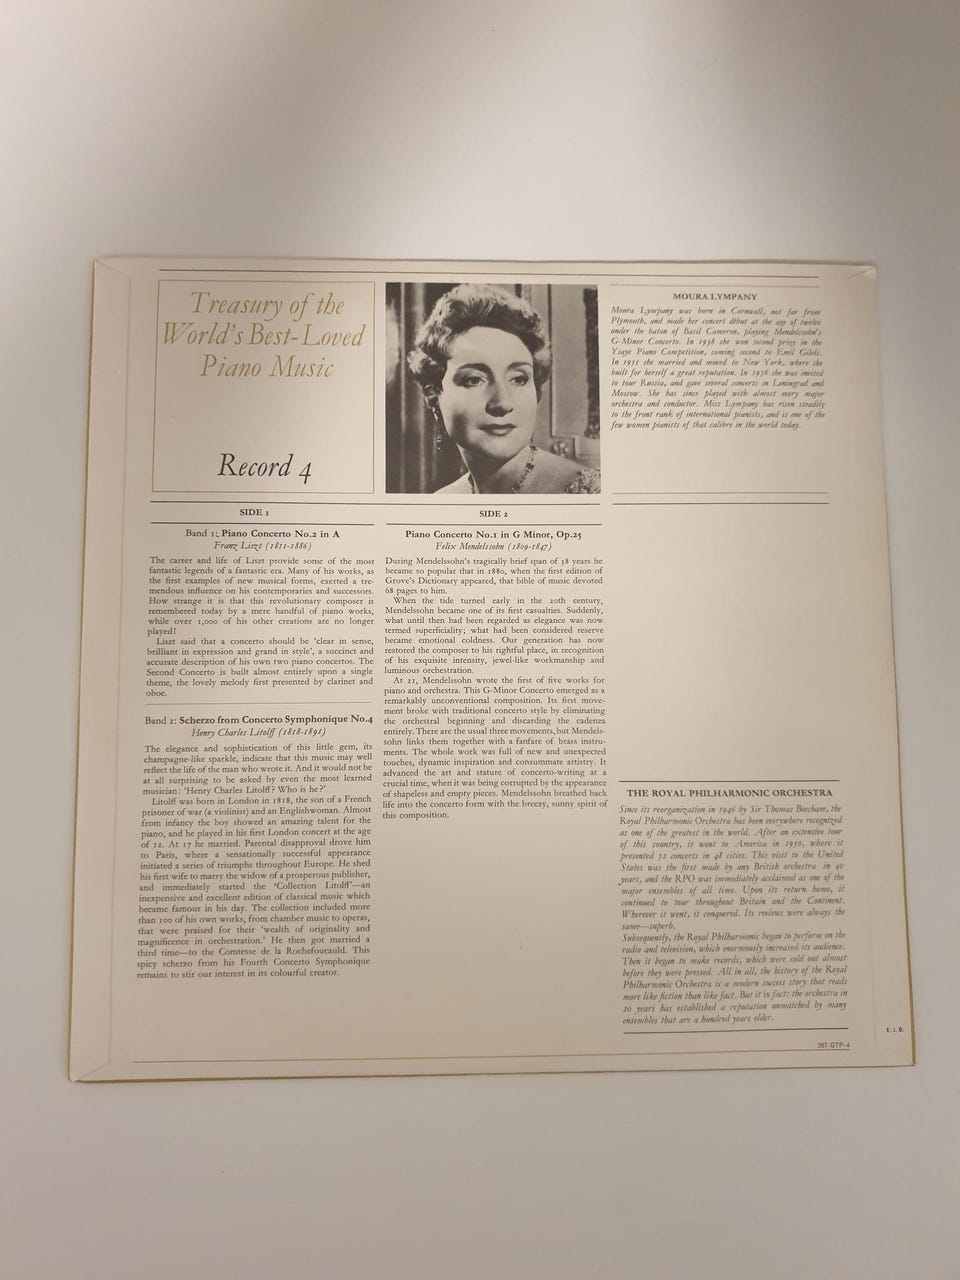 Treasury of the
World's Best-Loved
Piano Music
Record 4
MOURA LYMPANY
Moura Lympany was born in Cornwall, not far from
Plymouth, and made her concert début at the age of twelve
under the baton of Basil Cameron, playing Mendelssohn's
G-Minor Concerto. In 1938 she won second prize in the
Ysaye Piano Competition, coming second to Emil Gilels.
In 1951 she married and moved to New York, where she
built for herself a great reputation. In 1956 she was invited
to tour Russia, and gave several concerts in Leningrad and
Moscow. She has since played with almost every major
orchestra and conductor. Miss Lympany has risen steadily
to the front rank of international pianists, and is one of the
few women pianists of that calibre in the world today.
SIDE 1
Band 1: Piano Concerto No.2 in A
Franz Liszt (1811-1886)
The career and life of Liszt provide some of the most
fantastic legends of a fantastic era. Many of his works, as
the first examples of new musical forms, exerted a tre-
mendous influence on his contemporaries and successors.
How strange it is that this revolutionary composer is
remembered today by a mere handful of piano works,
while over 1,000 of his other creations are no longer
played!
Liszt said that a concerto should be 'clear in sense,
brilliant in expression and grand in style', a succinct and
accurate description of his own two piano concertos. The
Second Concerto is built almost entirely upon a single
theme, the lovely melody first presented by clarinet and
oboe.
Band 2: Scherzo from Concerto Symphonique No.4
Henry Charles Litolff (1818-1891)
The elegance and sophistication of this little gem, its
champagne-like sparkle, indicate that this music may well
reflect the life of the man who wrote it. And it would not be
at all surprising to be asked by even the most learned
musician: 'Henry Charles Litolff? Who is he?'
Litolff was born in London in 1818, the son of a French
prisoner of war (a violinist) and an Englishwoman. Almost
from infancy the boy showed an amazing talent for the
piano, and he played in his first London concert at the age
of 12. At 17 he married. Parental disapproval drove him
to Paris, where a sensationally successful appearance
initiated a series of triumphs throughout Europe. He shed
his first wife to marry the widow of a prosperous publisher,
and immediately started the 'Collection Litolff'—an
inexpensive and excellent edition of classical music which
became famous in his day. The collection included more
than 100 of his own works, from chamber music to operas,
that were praised for their 'wealth of originality and
magnificence in orchestration.' He then got married a
third time—to the Comtesse de la Rochefoucauld. This
spicy scherzo from his Fourth Concerto Symphonique
remains to stir our interest in its colourful creator.
SIDE 2
Piano Concerto No.1 in G Minor, Op.25
Felix Mendelssohn (1809-1847)
During Mendelssohn's tragically brief span of 38 years he
became so popular that in 1880, when the first edition of
Grove's Dictionary appeared, that bible of music devoted
68 pages to him.
When the tide turned early in the 20th century,
Mendelssohn became one of its first casualties. Suddenly,
what until then had been regarded as elegance was now
termed superficiality; what had been considered reserve
became emotional coldness. Our generation has now
restored the composer to his rightful place, in recognition
of his exquisite intensity, jewel-like workmanship and
luminous orchestration.
At 21, Mendelssohn wrote the first of five works for
piano and orchestra. This G-Minor Concerto emerged as a
remarkably unconventional composition. Its first move-
ment broke with traditional concerto style by eliminating
the orchestral beginning and discarding the cadenza
entirely. There are the usual three movements, but Mendels-
sohn links them together with a fanfare of brass instru-
ments. The whole work was full of new and unexpected
touches, dynamic inspiration and consummate artistry. It
advanced the art and stature of concerto-writing at a
crucial time, when it was being corrupted by the appearance
of shapeless and empty pieces. Mendelssohn breathed back
life into the concerto form with the breezy, sunny spirit of
this composition.
THE ROYAL PHILHARMONIC ORCHESTRA
Since its reorganization in 1946 by Sir Thomas Beecham, the
Royal Philharmonic Orchestra has been everywhere recognized
as one of the greatest in the world. After an extensive tour
of this country, it went to America in 1950, where it
presented 52 concerts in 48 cities. This visit to the United
States was the first made by any British orchestra in 40
years, and the RPO was immediately acclaimed as one of the
major ensembles of all time. Upon its return home, it
continued to tour throughout Britain and the Continent.
Wherever it went, it conquered. Its reviews were always the
same—superb.
Subsequently, the Royal Philharmonic began to perform on the
radio and television, which enormously increased its audience.
Then it began to make records, which were sold out almost
before they were pressed. All in all, the history of the Royal
Philharmonic Orchestra is a modern success story that reads
more like fiction than like fact. But it is fact: the orchestra in
20 years has established a reputation unmatched by many
ensembles that are a hundred years older.
E. J. D.
267-GTP-4